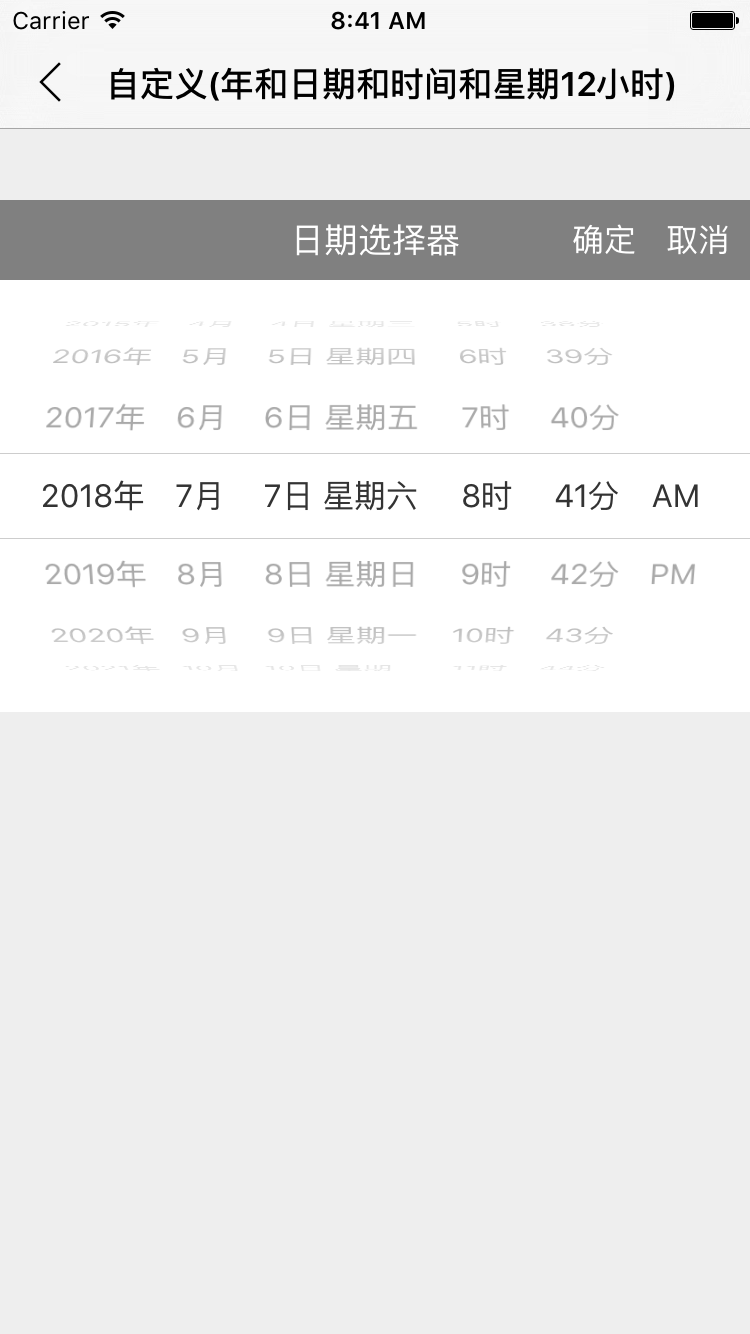 Carrier 8:41 AM
自定义(年和日期和时间和星期12小时)
日期选择器 确定 取消
2016年 5月 5日 星期四 6时 39分
2017年 6月 6日 星期五 7时 40分
2018年 7月 7日 星期六 8时 41分 AM
2019年 8月 8日 星期日 9时 42分 PM
2020年 9月 9日 星期一 10时 43分